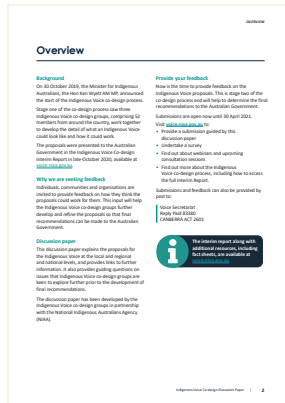 OVERVIEW
Overview
Background
On 30 October 2019, the Minister for Indigenous
Australians, the Hon Ken Wyatt AM MP, announced
the start of the Indigenous Voice co-design process.
Stage one of the co-design process saw three
Indigenous Voice groups, comprising 52
members from around the country, work together
to develop the detail of what an Indigenous Voice
could look like and how it could work.
The proposals were presented to the Australian
Government in the Indigenous Voice Co-design
Interim Report in late-October 2020, available at
voice.niaa.gov.au
Why we are seeking feedback
Individuals, communities and organisations are
invited to provide feedback on how they think the
proposals could work for them. This input will help
the Indigenous Voice co-design groups further
develop and refine the proposals so that final
recommendations can be made to the Australian
Government.
Discussion paper
This discussion paper explains the proposals for
the Indigenous Voice at the local and regional
and national levels, and provides links to further
information. It also provides guiding questions on
issues that Indigenous Voice co-design groups are
keen to explore further prior to the development of
final recommendations.
The discussion paper has been developed by the
Indigenous Voice co-design groups in partnership
with the National Indigenous Australians Agency
(NIAA).
Provide your feedback
Now is the time to provide feedback on the
Indigenous Voice proposals. This is stage two of the
co-design process and will help to determine the final
recommendations to the Australian Government.
Submissions are open now until 30 April 2021.
Visit voice.niaa.gov.au to:
• Provide a submission guided by this
discussion paper
• Undertake a survey
• Find out about webinars and upcoming
consultation sessions
• Find out more about the Indigenous
Voice co-design process, including how to access
the full Interim Report.
Submissions and feedback can also be provided by
post to:
Voice Secretariat
Reply Paid 83380
CANBERRA ACT 2601
The interim report along with
additional resources, including
fact sheets, are available at
voice.niaa.gov.au
Indigenous Voice Co-design Discussion Paper | 2